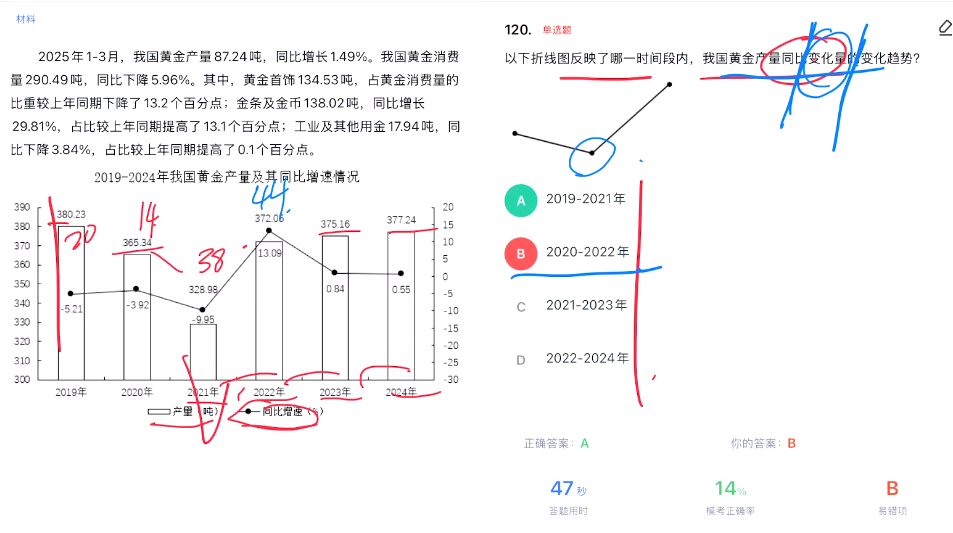 材料
2025年1-3月，我国黄金产量87.24吨，同比增长1.49%。我国黄金消费
量290.49吨，同比下降5.96%。其中，黄金首饰134.53吨，占黄金消费量的
比重较上年同期下降了13.2个百分点；金条及金币138.02吨，同比增长
29.81%，占比较上年同期提高了13.1个百分点；工业及其他用金17.94吨，同
比下降3.84%，占比较上年同期提高了0.1个百分点。
2019-2024年我国黄金产量及其同比增速情况
390
380
370
360
350
340
330
320
310
300
20
15
10
5
0
-5
-10
-15
-20
-25
-30
380.23
365.34
328.98
372.05
375.16
377.24
-5.21
-3.92
-9.95
13.09
0.84
0.55
20
14
38
44
2019年
2020年
2021年
2022年
2023年
2024年
产量（吨）
同比增速（%）
120. 单选题
以下折线图反映了哪一时间段内，我国黄金产量同比变化量的变化趋势？
A 2019-2021年
B 2020-2022年
C 2021-2023年
D 2022-2024年
正确答案：A
你的答案：B
47秒
答题用时
14%
模考正确率
B
易错项